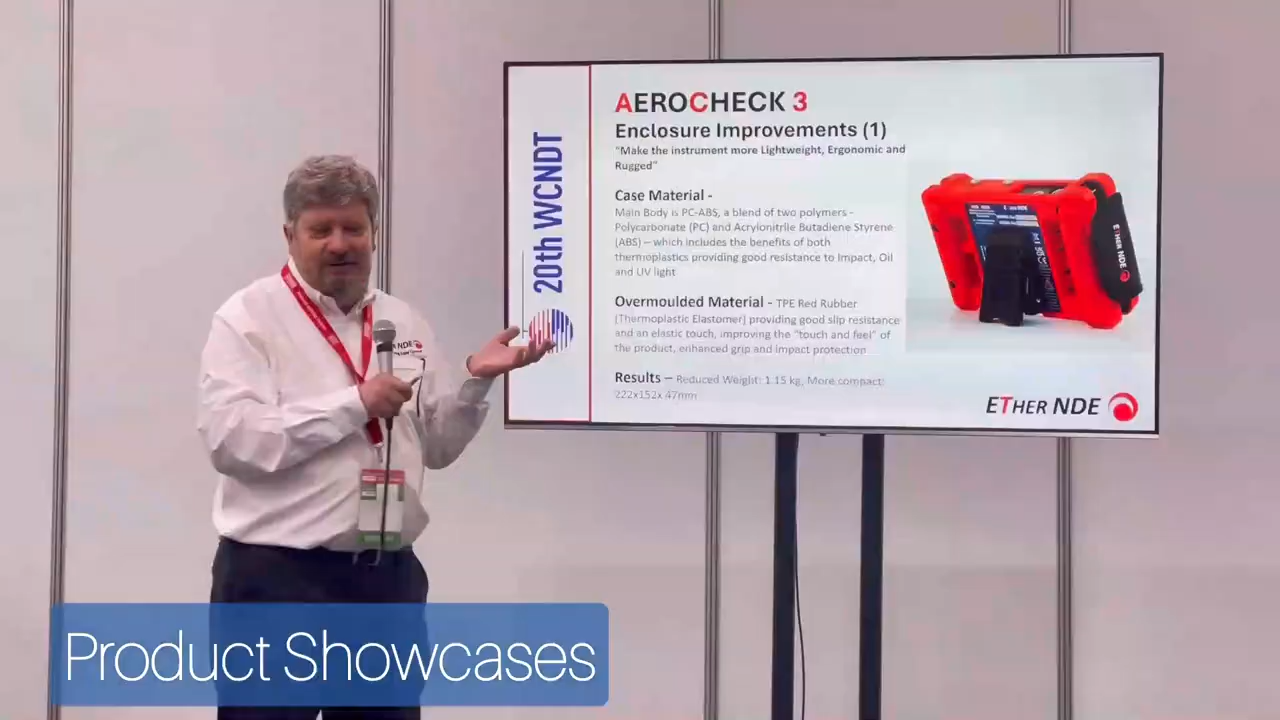 AEROCHECK 3
Enclosure Improvements (1)
"Make the instrument more Lightweight, Ergonomic and
Rugged"
Case Material -
Main Body is PC-ABS, a blend of two polymers -
Polycarbonate (PC) and Acrylonitrile Butadiene Styrene
(ABS) – which includes the benefits of both
thermoplastics providing good resistance to Impact, Oil
and UV light
Overmoulded Material - TPE Red Rubber
(Thermoplastic Elastomer) providing good slip resistance
and an elastic touch, improving the "touch and feel" of
the product, enhanced grip and impact protection
Results – Reduced Weight: 1.15 kg, More compact:
222x152x 47mm
20th WCNDT
ETHER NDE
ETHER NDE
NDE
Product Showcases